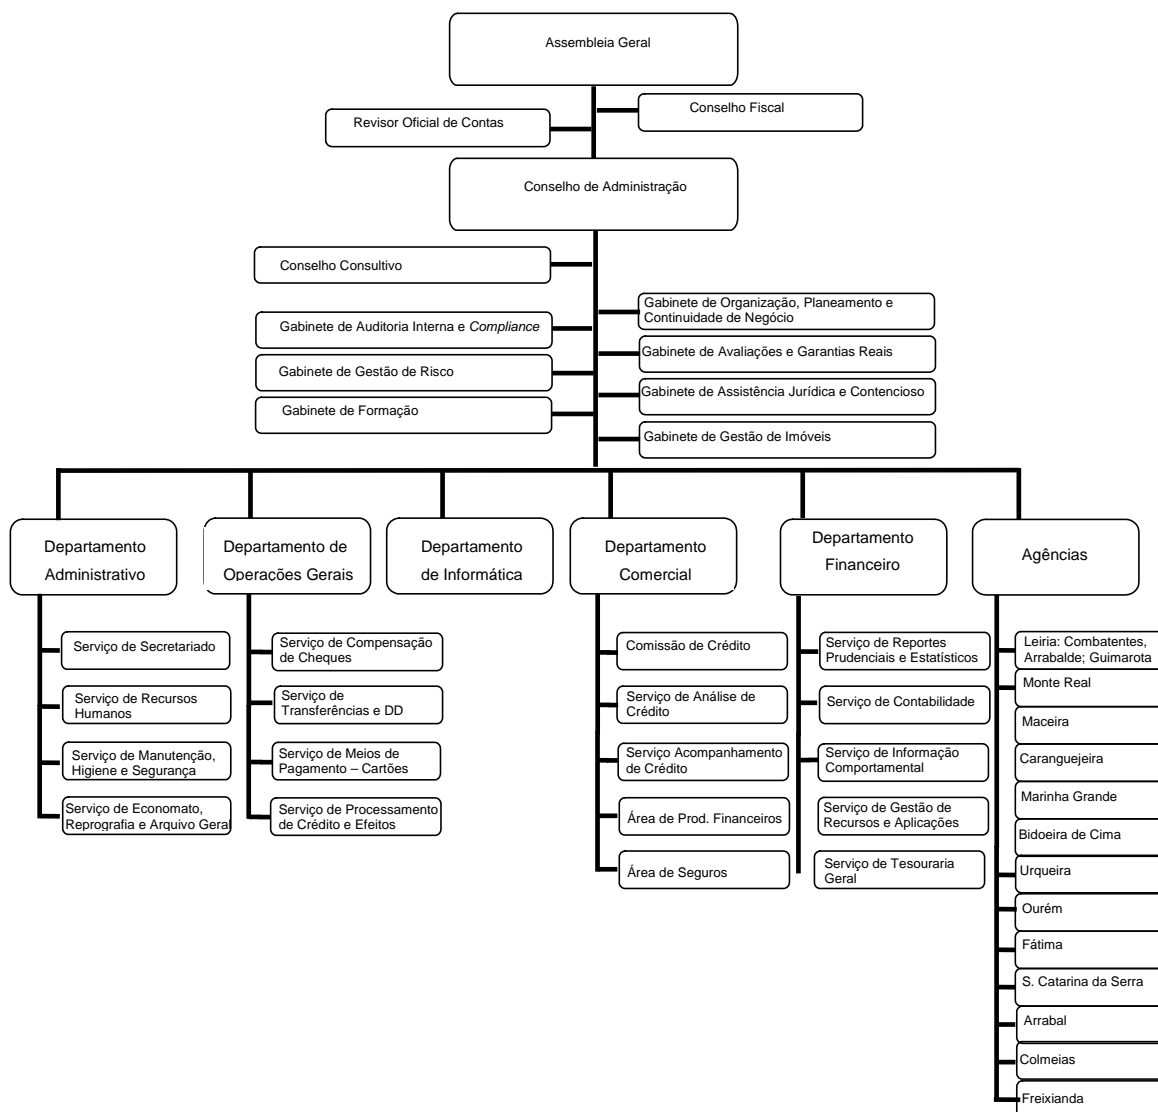 Assembleia Geral
Conselho Fiscal
Revisor Oficial de Contas
Conselho de Administração
Conselho Consultivo
Gabinete de Organização, Planeamento e
Continuidade de Negócio
Gabinete de Auditoria Interna e Compliance
Gabinete de Avaliações e Garantias Reais
Gabinete de Gestão de Risco
Gabinete de Assistência Jurídica e Contencioso
Gabinete de Formação
Gabinete de Gestão de Imóveis
Departamento
Administrativo
Departamento de
Operações Gerais
Departamento
de Informática
Departamento
Comercial
Departamento
Financeiro
Agências
Serviço de Secretariado
Serviço de Recursos
Humanos
Serviço de Manutenção,
Higiene e Segurança
Serviço de Economato,
Reprografia e Arquivo Geral
Serviço de Compensação
de Cheques
Serviço de
Transferências e DD
Serviço de Meios de
Pagamento – Cartões
Serviço de Processamento
de Crédito e Efeitos
Comissão de Crédito
Serviço de Análise de
Crédito
Serviço Acompanhamento
de Crédito
Área de Prod. Financeiros
Área de Seguros
Serviço de Reportes
Prudenciais e Estatísticos
Serviço de Contabilidade
Serviço de Informação
Comportamental
Serviço de Gestão de
Recursos e Aplicações
Serviço de Tesouraria
Geral
Leiria: Combatentes,
Arrabalde; Guimarota
Monte Real
Maceira
Caranguejeira
Marinha Grande
Bidoeira de Cima
Urqueira
Ourém
Fátima
S. Catarina da Serra
Arrabal
Colmeias
Freixianda